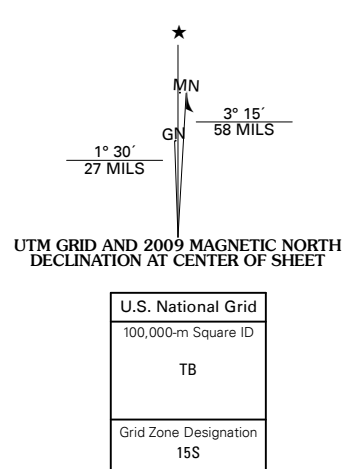 ★
MN
GN
3° 15´
58 MILS
1° 30´
27 MILS
UTM GRID AND 2009 MAGNETIC NORTH
DECLINATION AT CENTER OF SHEET
U.S. National Grid
100,000-m Square ID
TB
Grid Zone Designation
15S